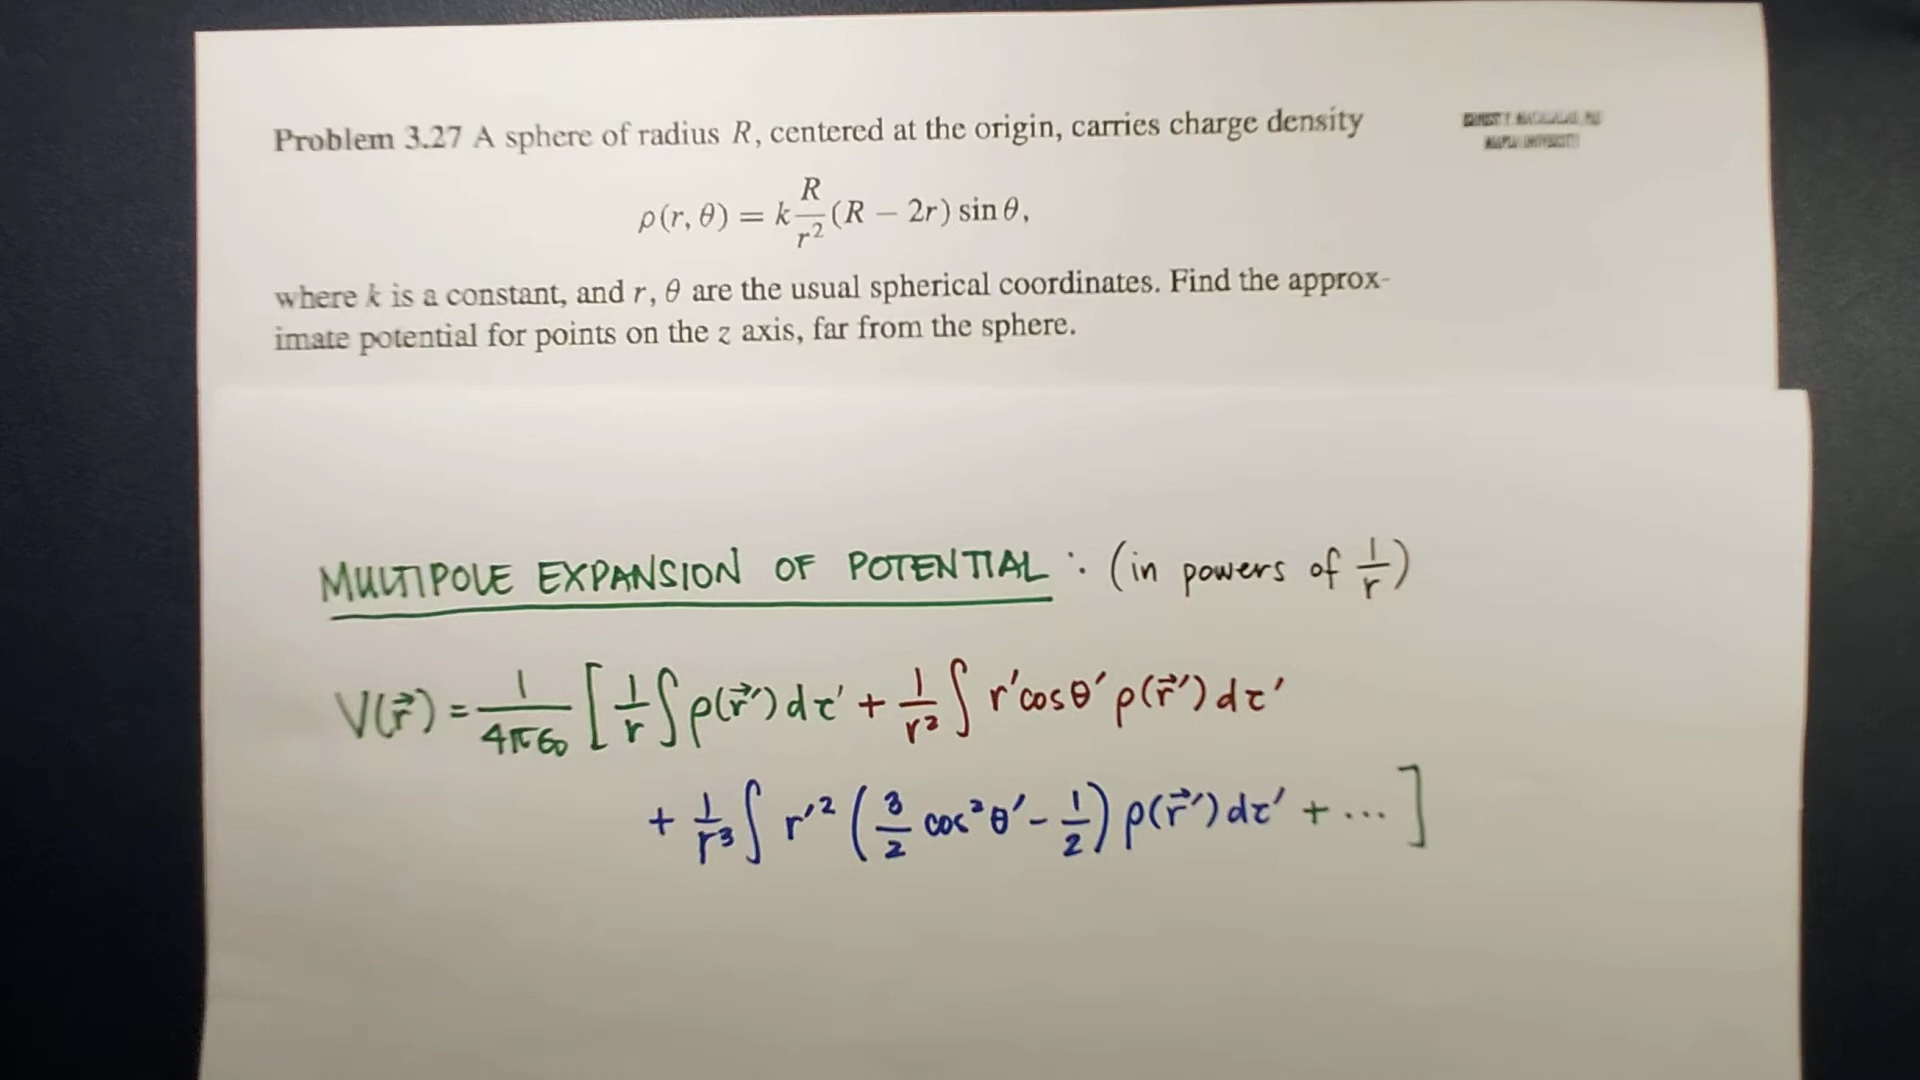 Problem 3.27 A sphere of radius R, centered at the origin, carries charge density
ρ(r, θ) = k R/r² (R − 2r) sin θ,
where k is a constant, and r, θ are the usual spherical coordinates. Find the approx-
imate potential for points on the z axis, far from the sphere.
MULTIPOLE EXPANSION OF POTENTIAL : (in powers of 1/r)
V(r⃗) = 1/4πε₀ [ 1/r ∫ ρ(r⃗′) dτ′ + 1/r² ∫ r′cosθ′ ρ(r⃗′) dτ′
+ 1/r³ ∫ r′² (3/2 cos²θ′ − 1/2) ρ(r⃗′) dτ′ + ... ]